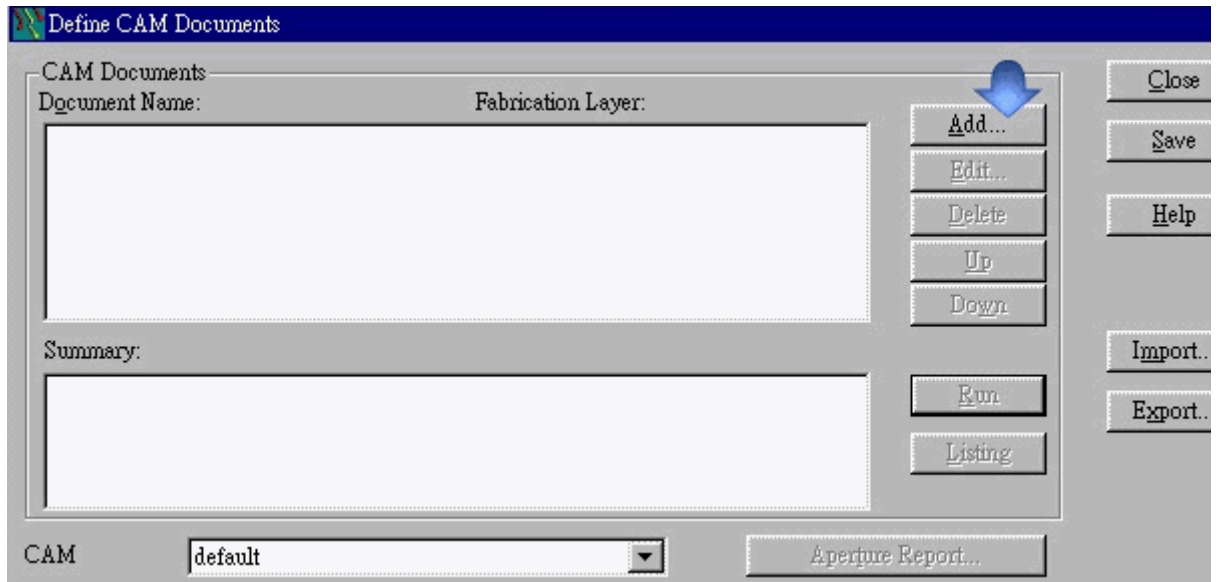 Define CAM Documents
CAM Documents
Document Name: Fabrication Layer:
Add...
Edit...
Delete
Up
Down
Summary:
Run
Listing
CAM default
Aperture Report...
Close
Save
Help
Import..
Export..